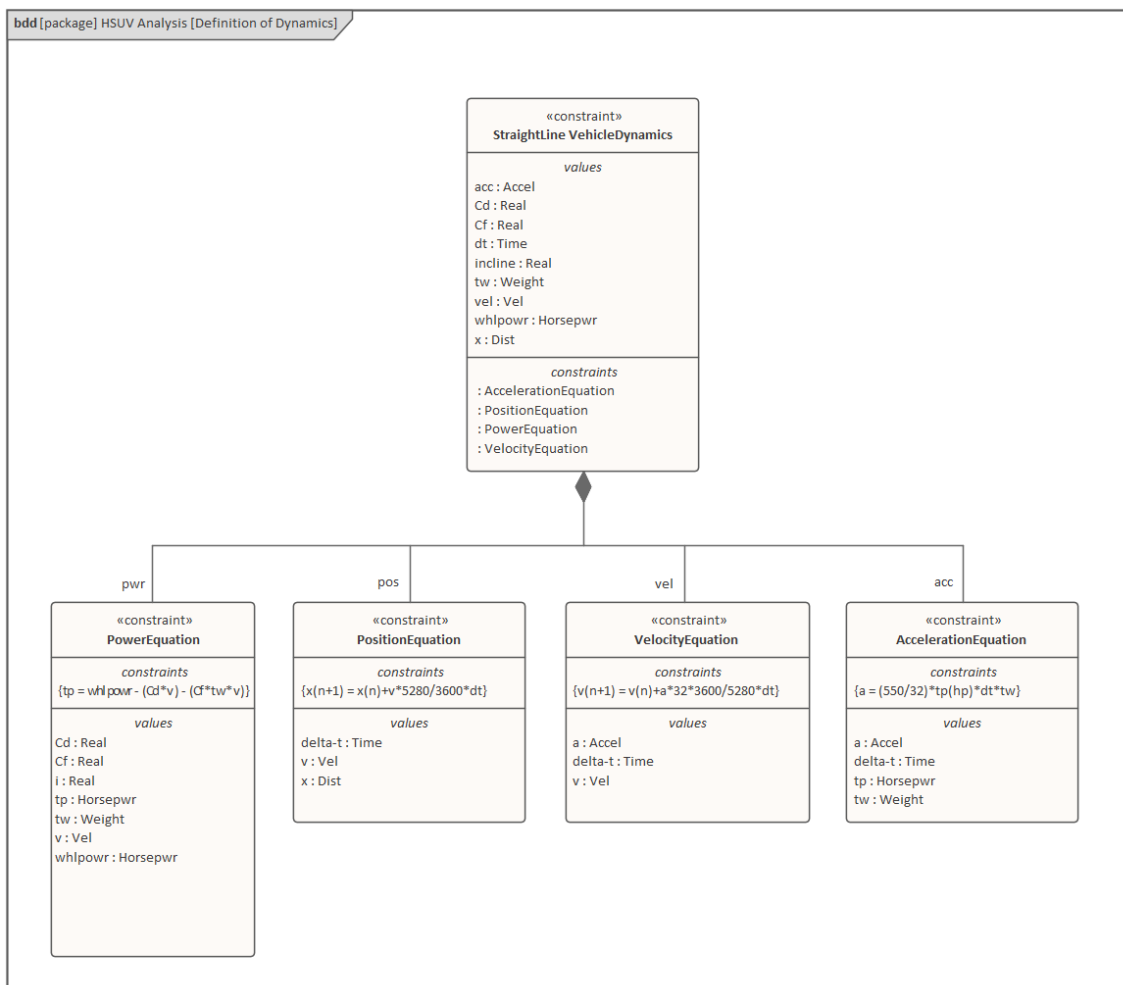 bdd [package] HSUV Analysis [Definition of Dynamics]
«constraint»
StraightLine VehicleDynamics
values
acc : Accel
Cd : Real
Cf : Real
dt : Time
incline : Real
tw : Weight
vel : Vel
whlpowr : Horsepwr
x : Dist
constraints
: AccelerationEquation
: PositionEquation
: PowerEquation
: VelocityEquation
pwr
«constraint»
PowerEquation
constraints
{tp = whlpowr - (Cd*v) - (Cf*tw*v)}
values
Cd : Real
Cf : Real
i : Real
tp : Horsepwr
tw : Weight
v : Vel
whlpowr : Horsepwr
pos
«constraint»
PositionEquation
constraints
{x(n+1) = x(n)+v*5280/3600*dt}
values
delta-t : Time
v : Vel
x : Dist
vel
«constraint»
VelocityEquation
constraints
{v(n+1) = v(n)+a*32*3600/5280*dt}
values
a : Accel
delta-t : Time
v : Vel
acc
«constraint»
AccelerationEquation
constraints
{a = (550/32)*tp(hp)*dt*tw}
values
a : Accel
delta-t : Time
tp : Horsepwr
tw : Weight